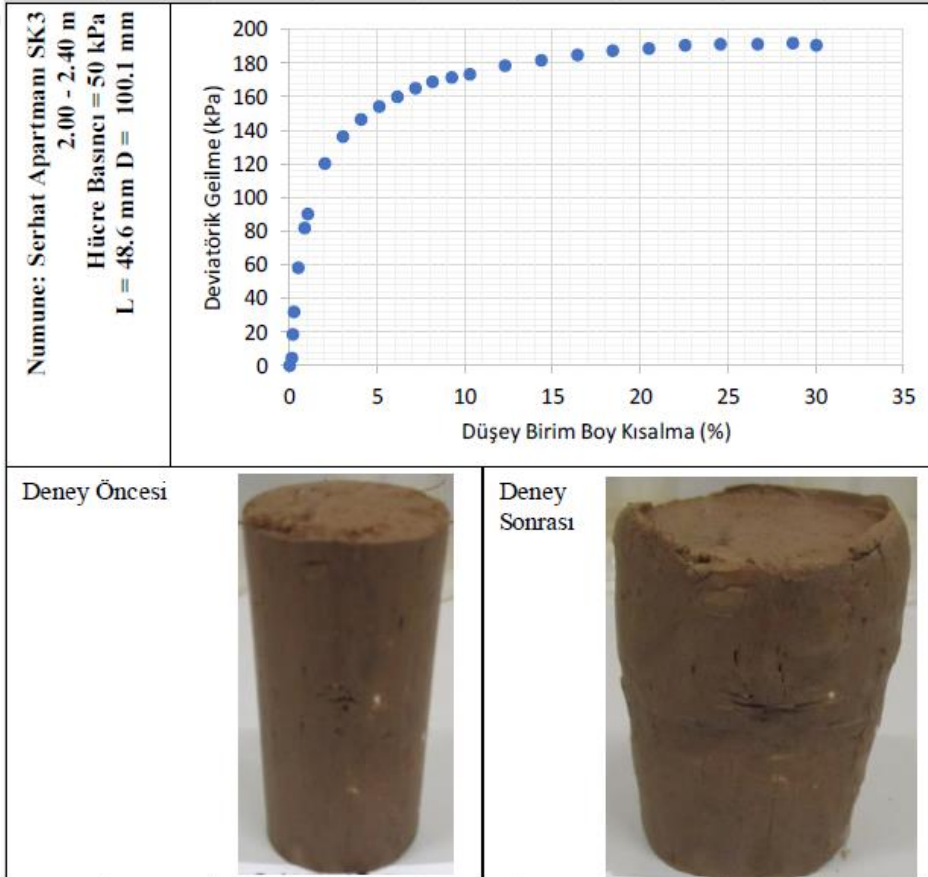 Numune: Serhat Apartmanı SK3
2.00 - 2.40 m
Hücre Basıncı = 50 kPa
L = 48.6 mm D = 100.1 mm
Deviatörik Geilme (kPa)
200
180
160
140
120
100
80
60
40
20
0
0 5 10 15 20 25 30 35
Düşey Birim Boy Kısalma (%)
Deney Öncesi
Deney
Sonrası